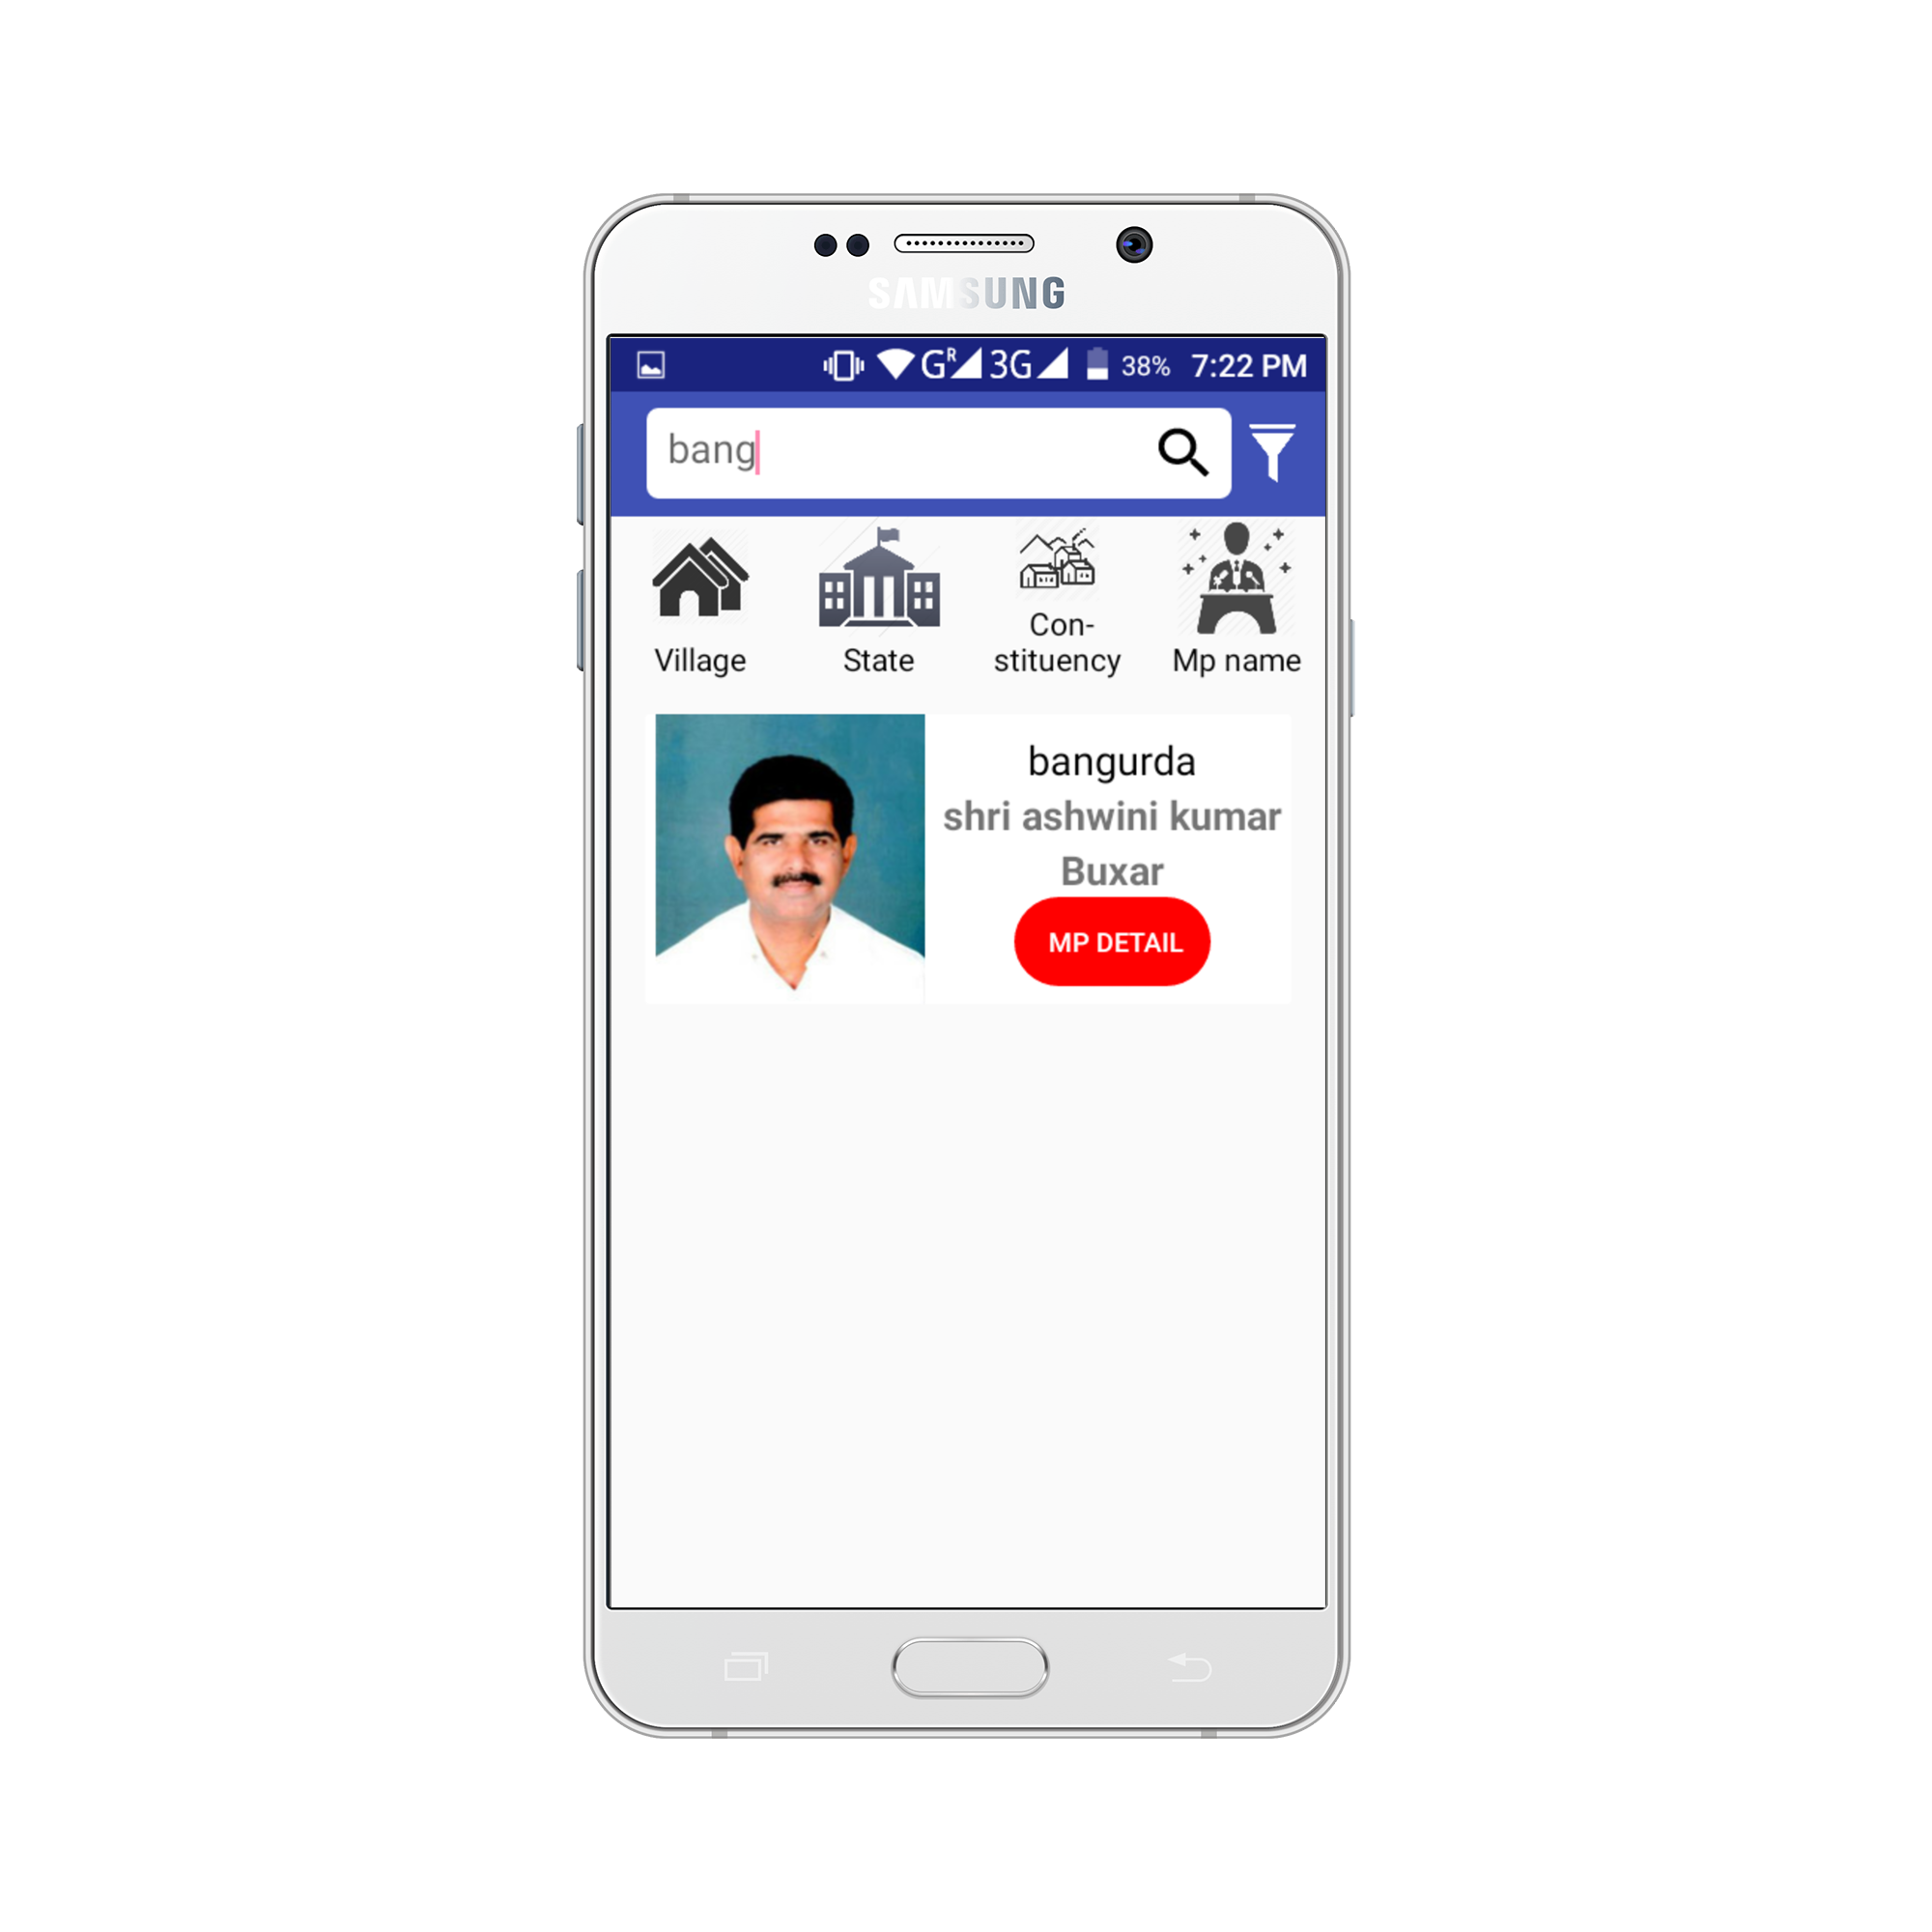 SAMSUNG
GR 3G 38% 7:22 PM
bang
Village
State
Con-
stituency
Mp name
bangurda
shri ashwini kumar
Buxar
MP DETAIL